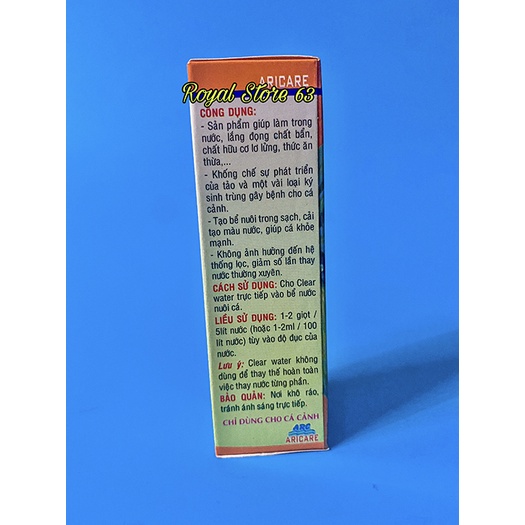 ARICARE
Royal Store 63
CÔNG DỤNG:
- Sản phẩm giúp làm trong
nước, lắng đọng chất bẩn,
chất hữu cơ lơ lửng, thức ăn
thừa,...
- Khống chế sự phát triển
của tảo và một vài loại ký
sinh trùng gây bệnh cho cá
cảnh.
- Tạo bể nuôi trong sạch, cải
tạo màu nước, giúp cá khỏe
mạnh.
- Không ảnh hưởng đến hệ
thống lọc, giảm số lần thay
nước thường xuyên.
CÁCH SỬ DỤNG: Cho Clear
water trực tiếp vào bể nước
nuôi cá.
LIỀU SỬ DỤNG: 1-2 giọt /
5lít nước (hoặc 1-2ml / 100
lít nước) tùy vào độ đục của
nước.
Lưu ý: Clear water không
dùng để thay thế hoàn toàn
việc thay nước từng phần.
BẢO QUẢN: Nơi khô ráo,
tránh ánh sáng trực tiếp.
CHỈ DÙNG CHO CÁ CẢNH
ARC
ARICARE